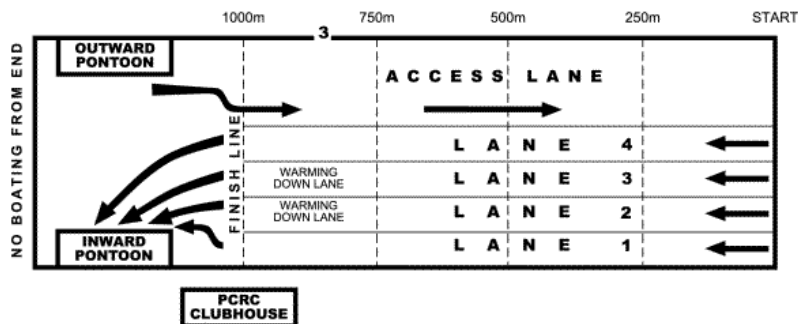 1000m 750m 500m 250m START
3
OUTWARD
PONTOON
NO BOATING FROM END
ACCESS LANE
FINISH LINE
LANE 4
WARMING
DOWN LANE
LANE 3
WARMING
DOWN LANE
LANE 2
INWARD
PONTOON
LANE 1
PCRC
CLUBHOUSE